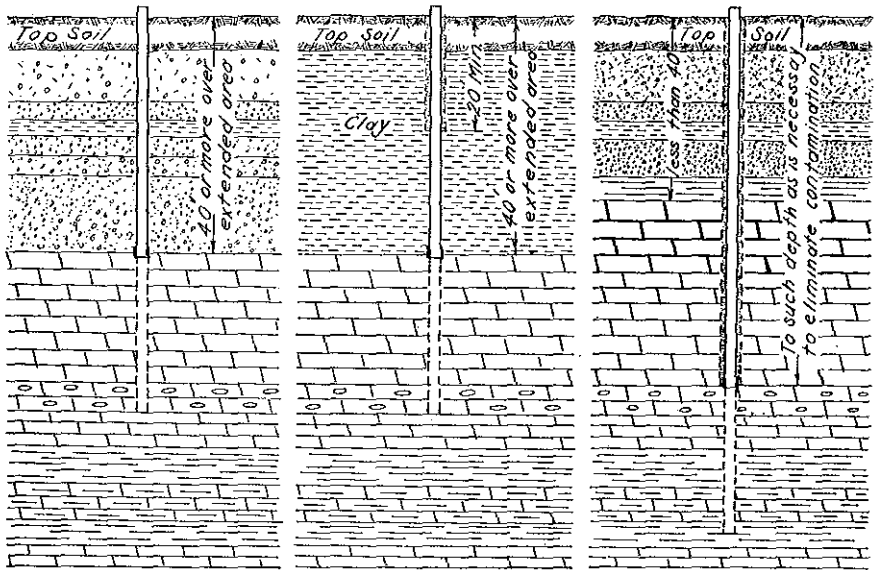 Top Soil
40' or more over
extended area
Top Soil
Clay
20' Min.
40' or more over
extended area
Top Soil
less than 40'
To such depth as is necessay
to eliminate contamination